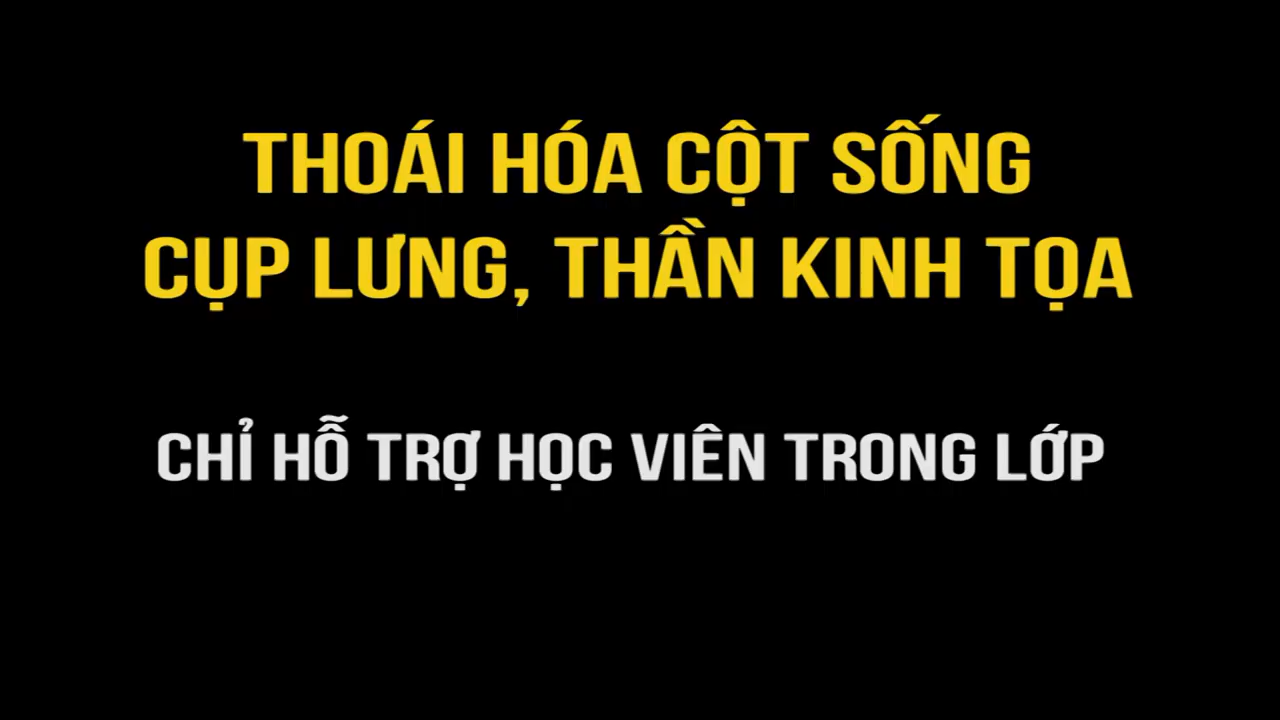 THOÁI HÓA CỘT SỐNG
CỤP LƯNG, THẦN KINH TỌA
CHỈ HỖ TRỢ HỌC VIÊN TRONG LỚP